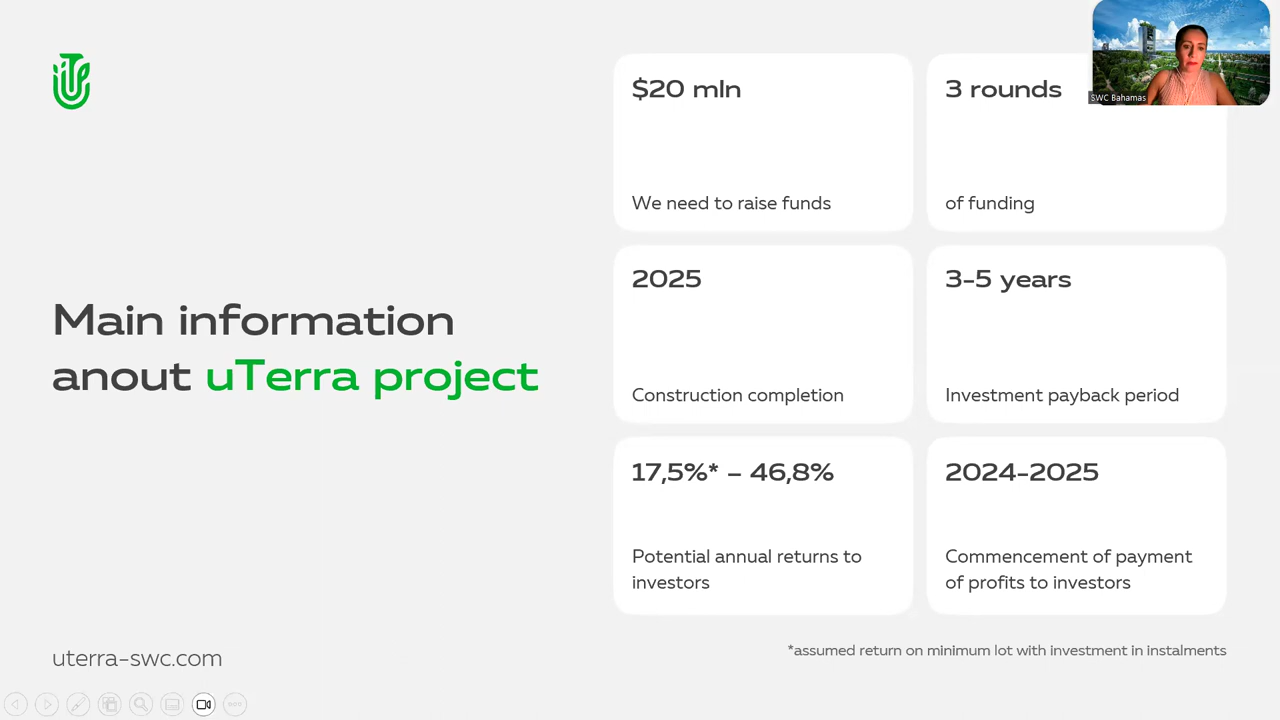 Main information
anout uTerra project
$20 mln
We need to raise funds
3 rounds
of funding
2025
Construction completion
3-5 years
Investment payback period
17,5%* – 46,8%
Potential annual returns to
investors
2024-2025
Commencement of payment
of profits to investors
*assumed return on minimum lot with investment in instalments
uterra-swc.com
SWC Bahamas